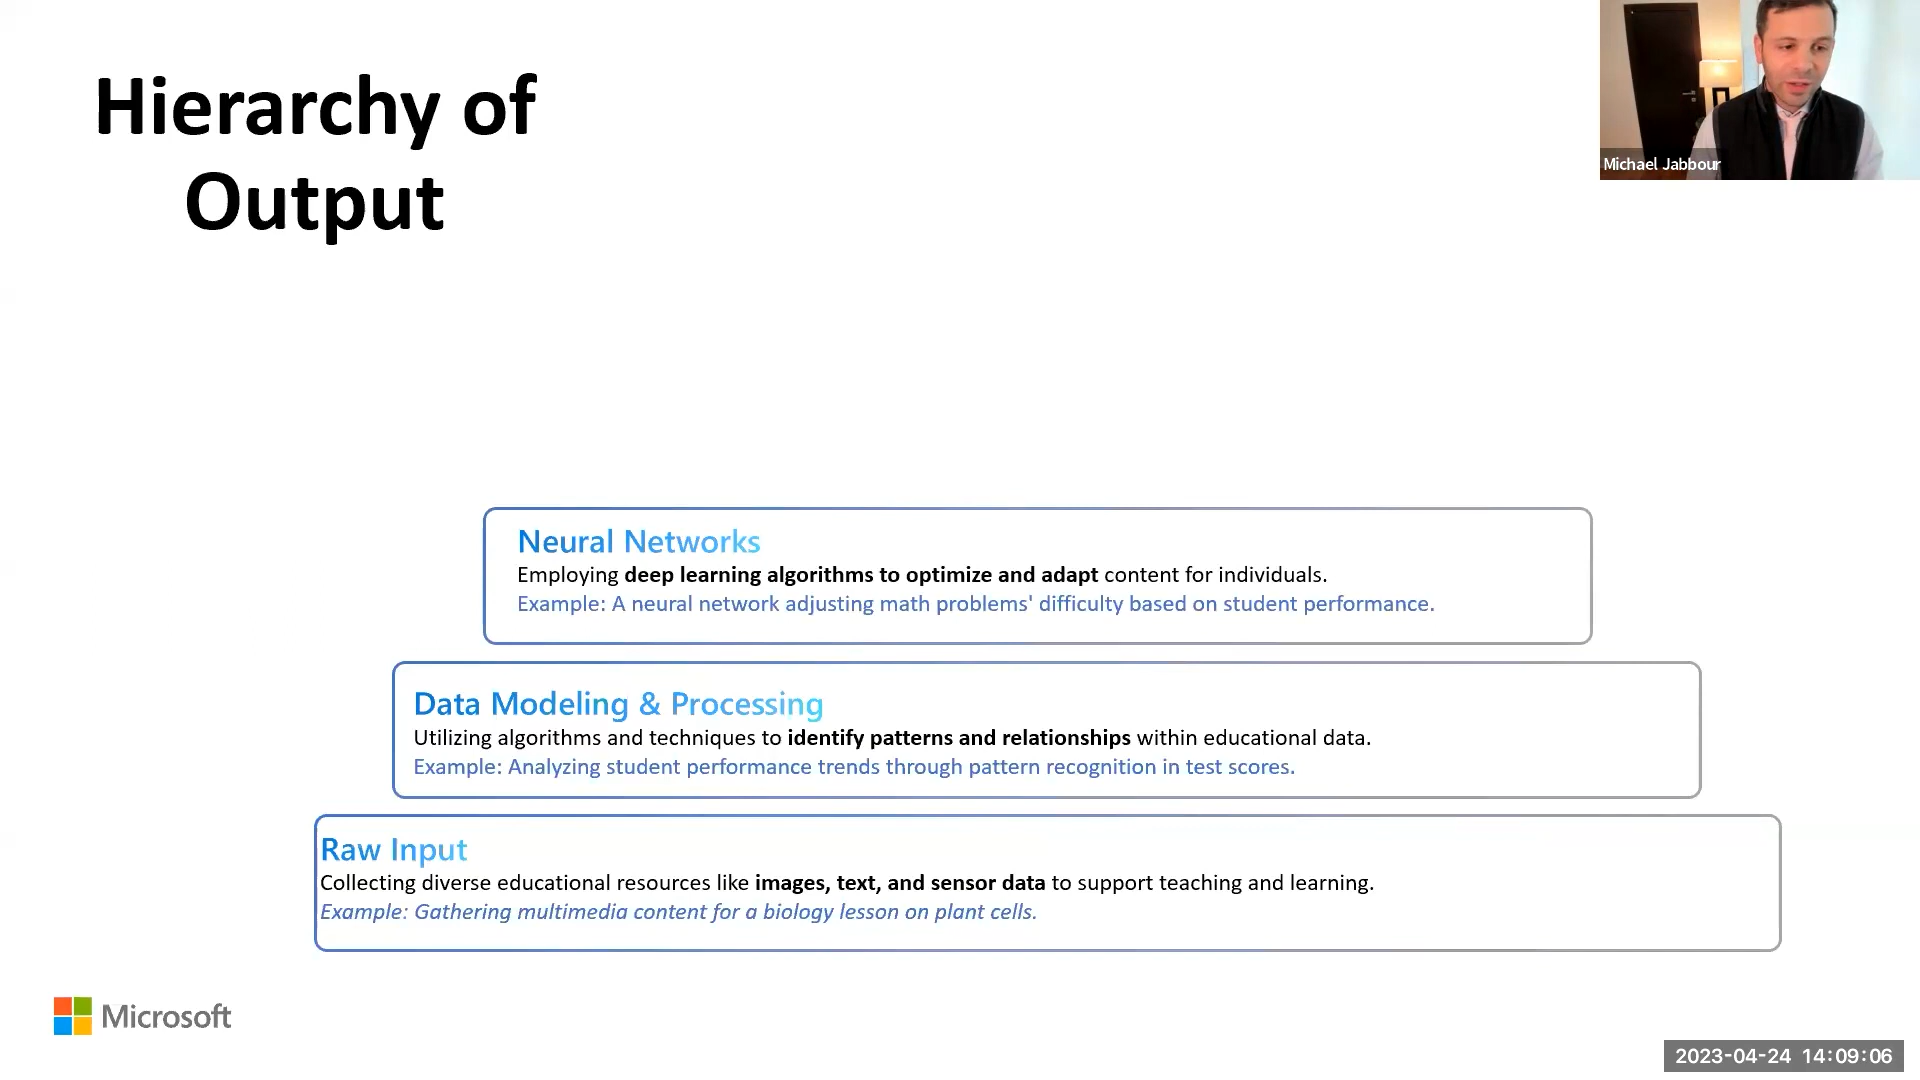 Hierarchy of
Output
Michael Jabbour
Neural Networks
Employing deep learning algorithms to optimize and adapt content for individuals.
Example: A neural network adjusting math problems' difficulty based on student performance.
Data Modeling & Processing
Utilizing algorithms and techniques to identify patterns and relationships within educational data.
Example: Analyzing student performance trends through pattern recognition in test scores.
Raw Input
Collecting diverse educational resources like images, text, and sensor data to support teaching and learning.
Example: Gathering multimedia content for a biology lesson on plant cells.
Microsoft
2023-04-24 14:09:06